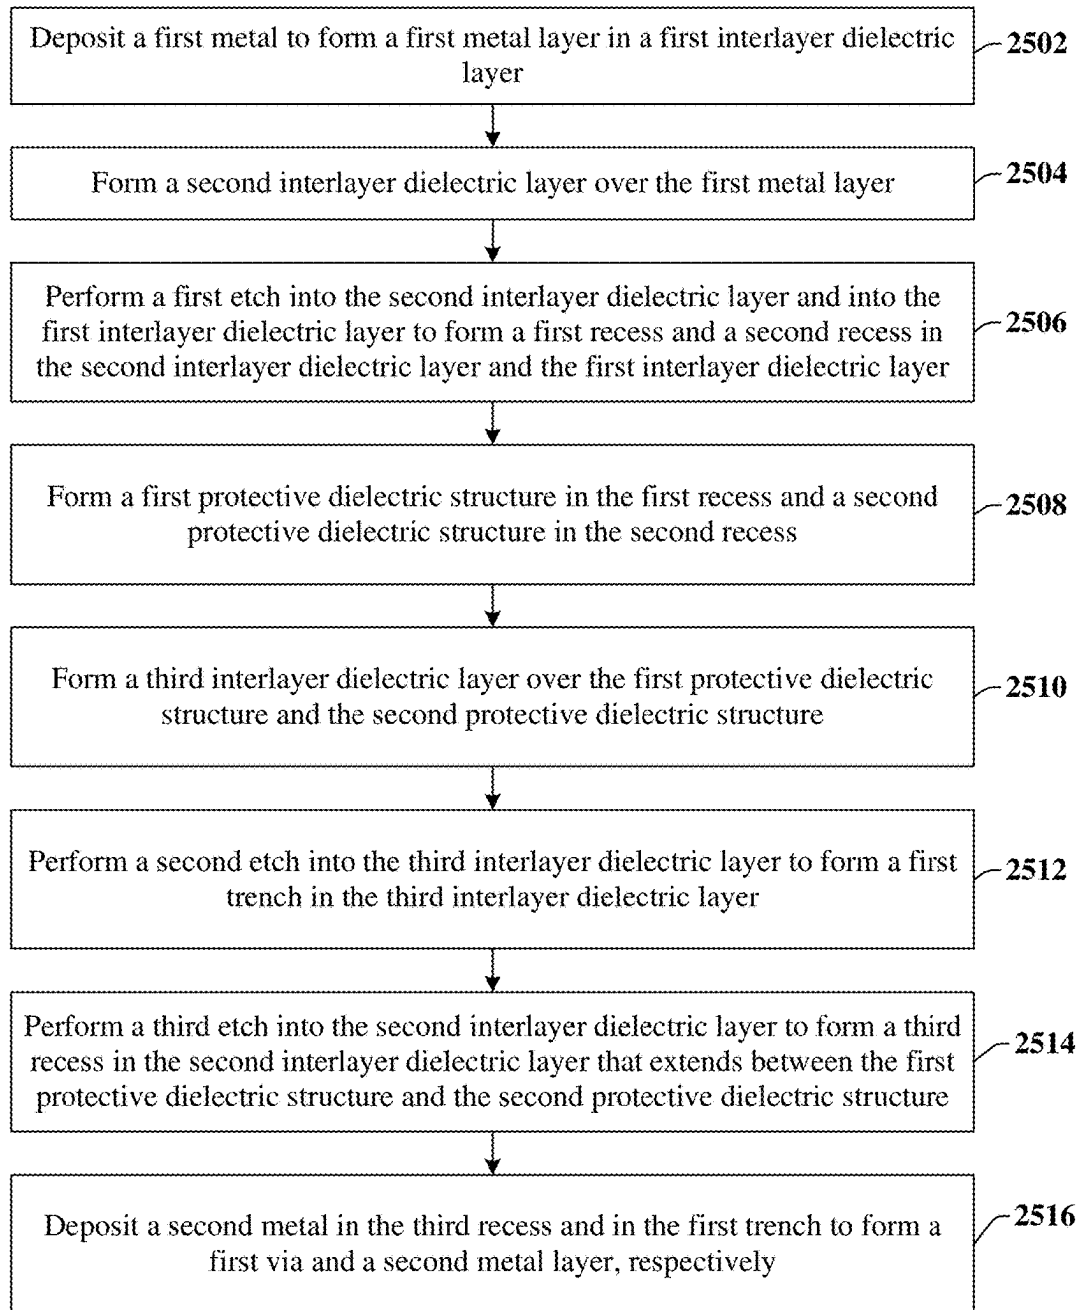 Deposit a first metal to form a first metal layer in a first interlayer dielectric
layer
2502
Form a second interlayer dielectric layer over the first metal layer
2504
Perform a first etch into the second interlayer dielectric layer and into the
first interlayer dielectric layer to form a first recess and a second recess in
the second interlayer dielectric layer and the first interlayer dielectric layer
2506
Form a first protective dielectric structure in the first recess and a second
protective dielectric structure in the second recess
2508
Form a third interlayer dielectric layer over the first protective dielectric
structure and the second protective dielectric structure
2510
Perform a second etch into the third interlayer dielectric layer to form a first
trench in the third interlayer dielectric layer
2512
Perform a third etch into the second interlayer dielectric layer to form a third
recess in the second interlayer dielectric layer that extends between the first
protective dielectric structure and the second protective dielectric structure
2514
Deposit a second metal in the third recess and in the first trench to form a
first via and a second metal layer, respectively
2516